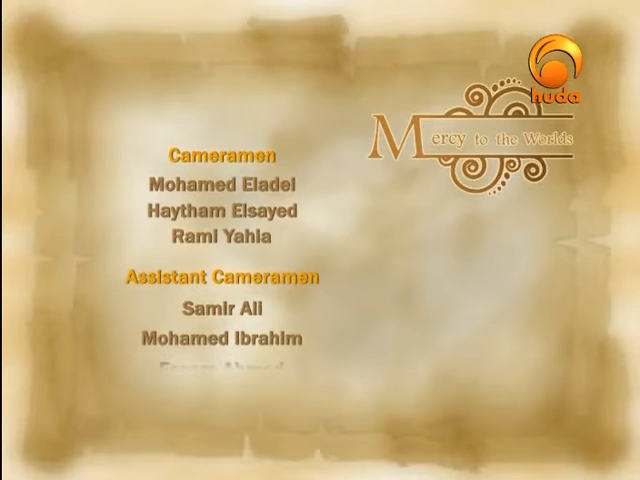 huda
Mercy to the Worlds
Cameramen
Mohamed Eladel
Haytham Elsayed
Rami Yahia
Assistant Cameramen
Samir Ali
Mohamed Ibrahim